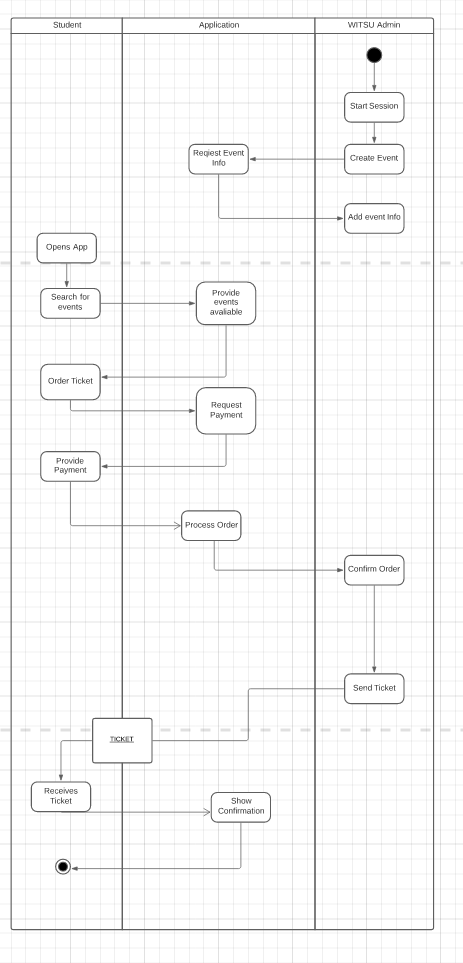 Student
Application
WITSU Admin
Start Session
Reqiest Event
Info
Create Event
Add event Info
Opens App
Search for
events
Provide
events
avaliable
Order Ticket
Request
Payment
Provide
Payment
Process Order
Confirm Order
Send Ticket
TICKET
Receives
Ticket
Show
Confirmation